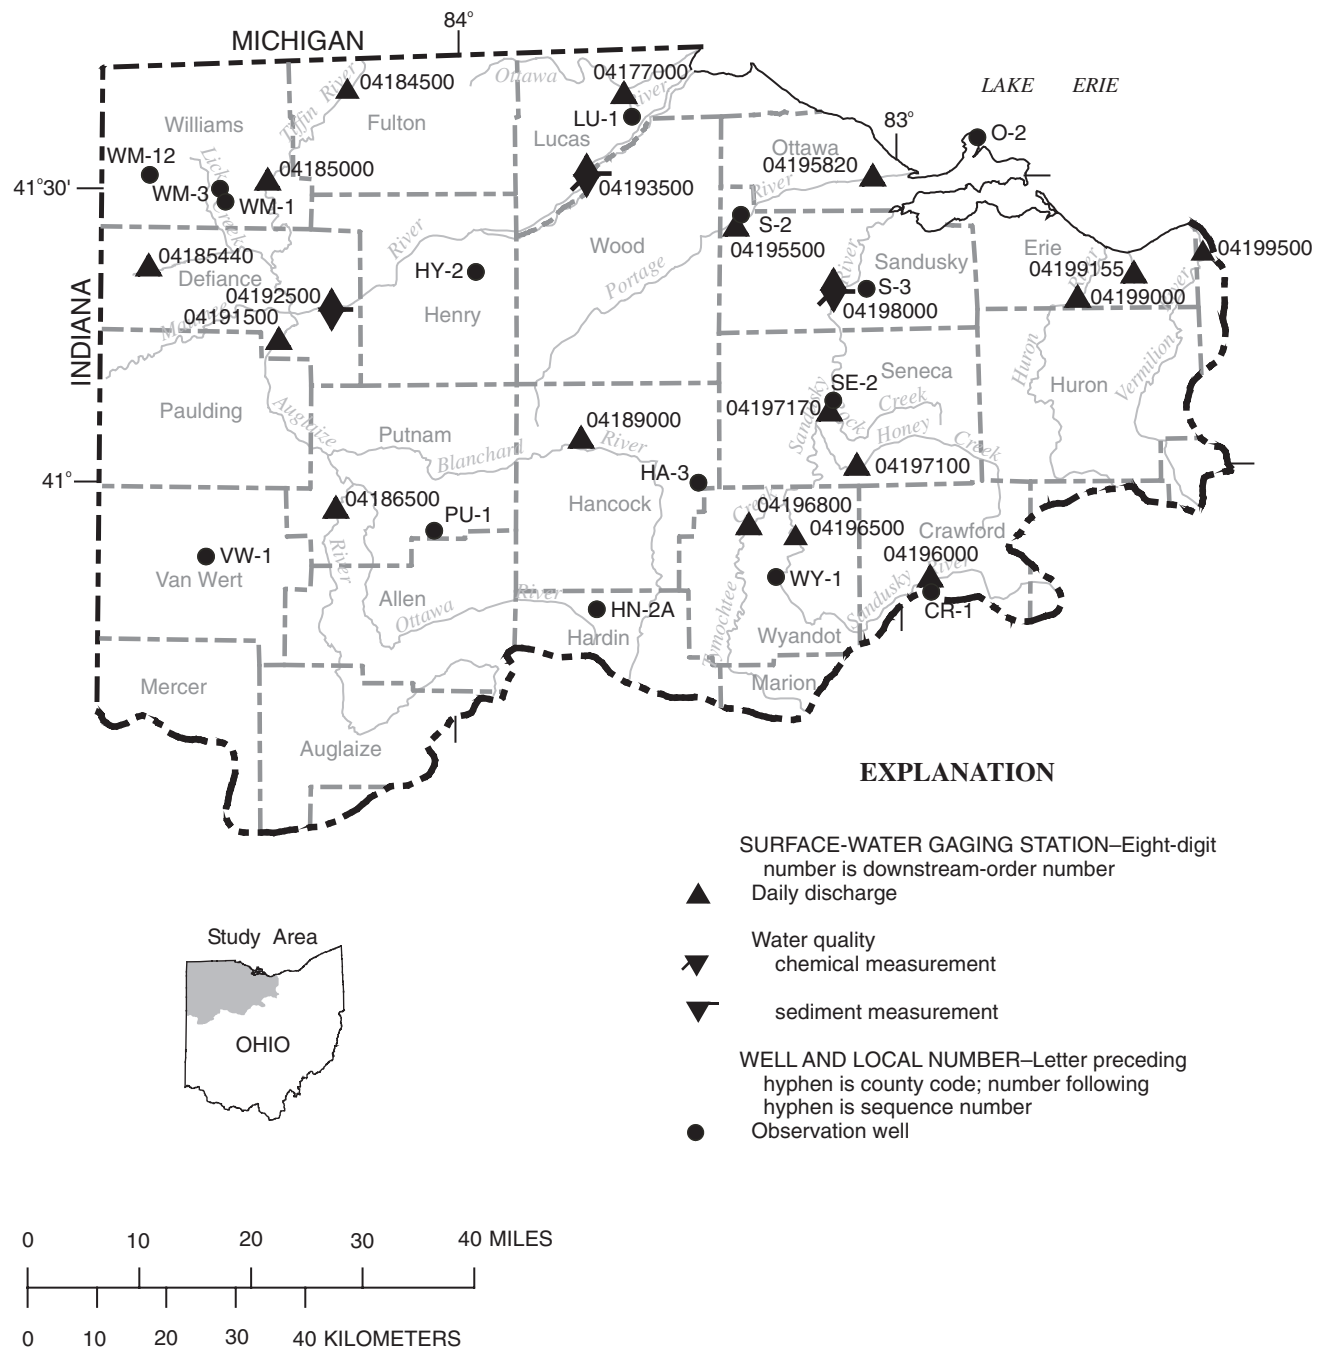 84°
MICHIGAN
LAKE ERIE
Ottawa
River
04177000
04184500
Tiffin River
Williams
Fulton
LU-1
Lucas
83°
O-2
Ottawa
WM-12
Lick
Creek
04185000
04195820
41°30'
WM-3
WM-1
04193500
River
S-2
Wood
04195500
River
River
Portage
04185440
Defiance
HY-2
Sandusky
Erie
04199500
04199155
River
River
INDIANA
04192500
04191500
Maumee
Henry
S-3
04198000
04199000
Huron
Vermilion
Huron
Seneca
SE-2
Paulding
Auglaize
Putnam
Blanchard
River
04189000
Sandusky
04197170
Rock
Creek
Honey
Creek
41°
HA-3
04197100
04186500
PU-1
Hancock
Creek
04196800
04196500
Crawford
VW-1
Van Wert
River
Allen
Ottawa
River
HN-2A
Hardin
Tymochtee
WY-1
Wyandot
04196000
Sandusky
River
CR-1
Mercer
Marion
Auglaize
EXPLANATION
SURFACE-WATER GAGING STATION–Eight-digit
number is downstream-order number
Daily discharge
Water quality
chemical measurement
sediment measurement
WELL AND LOCAL NUMBER–Letter preceding
hyphen is county code; number following
hyphen is sequence number
Observation well
Study Area
OHIO
0 10 20 30 40 MILES
0 10 20 30 40 KILOMETERS